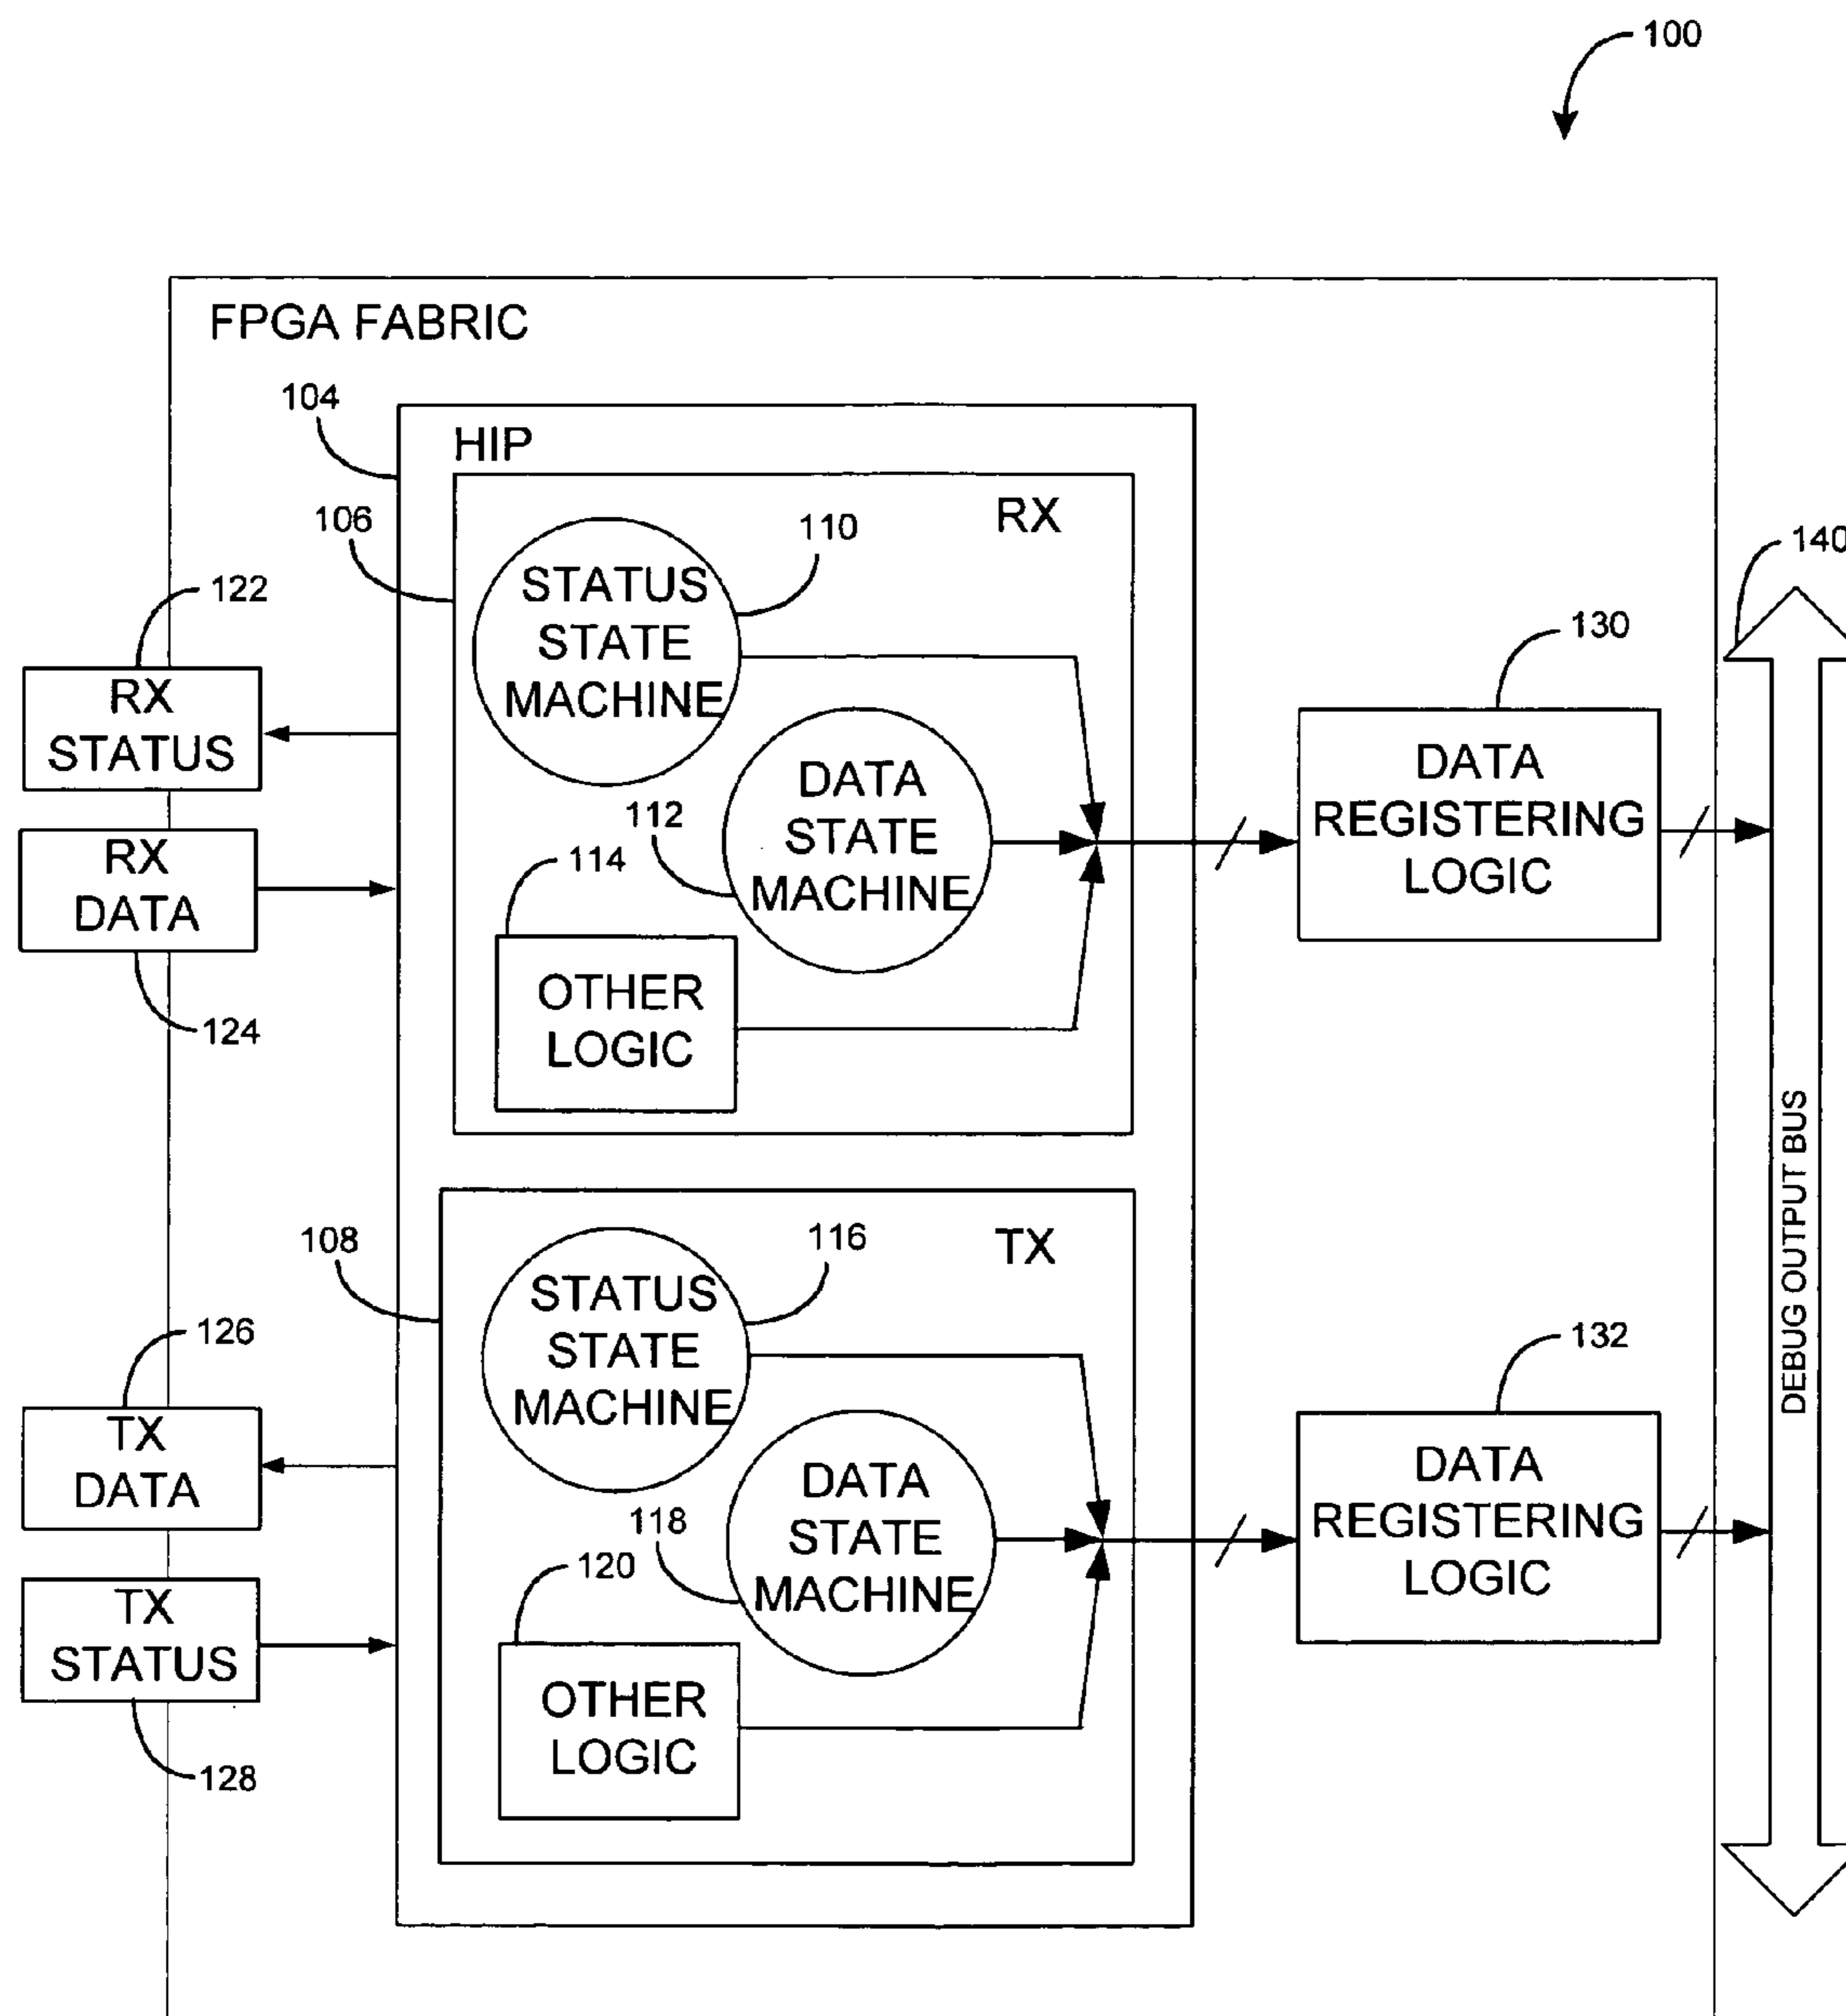 100
FPGA FABRIC
104
HIP
106
RX
110
STATUS
STATE
MACHINE
140
122
130
RX
STATUS
DATA
REGISTERING
LOGIC
112
DATA
STATE
MACHINE
RX
DATA
114
OTHER
LOGIC
124
DEBUG OUTPUT BUS
108
116
TX
STATUS
STATE
MACHINE
126
132
TX
DATA
DATA
REGISTERING
LOGIC
118
DATA
STATE
MACHINE
120
TX
STATUS
OTHER
LOGIC
128